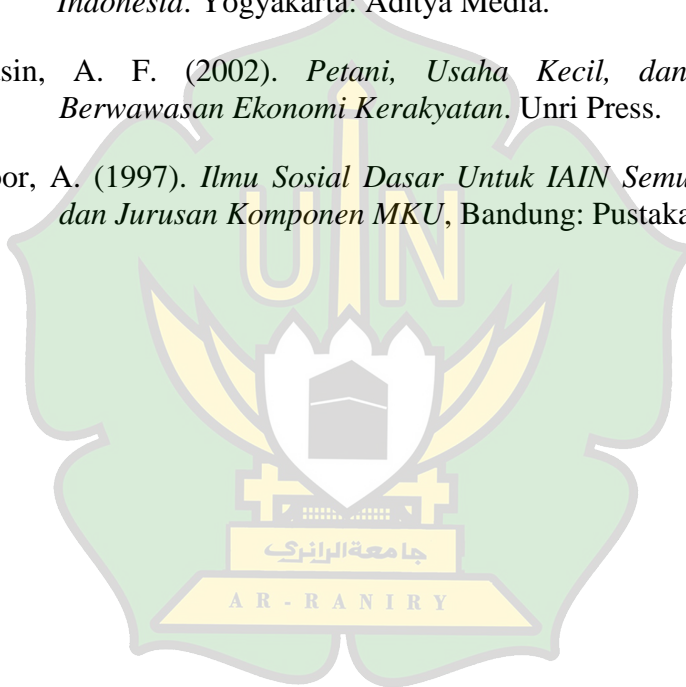 Indonesia. Yogyakarta: Aditya Media.
sin, A. F. (2002). Petani, Usaha Kecil, dan
Berwawasan Ekonomi Kerakyatan. Unri Press.
or, A. (1997). Ilmu Sosial Dasar Untuk IAIN Semu
dan Jurusan Komponen MKU, Bandung: Pustaka
UIN
جامعة الرانري
AR-RANIRY